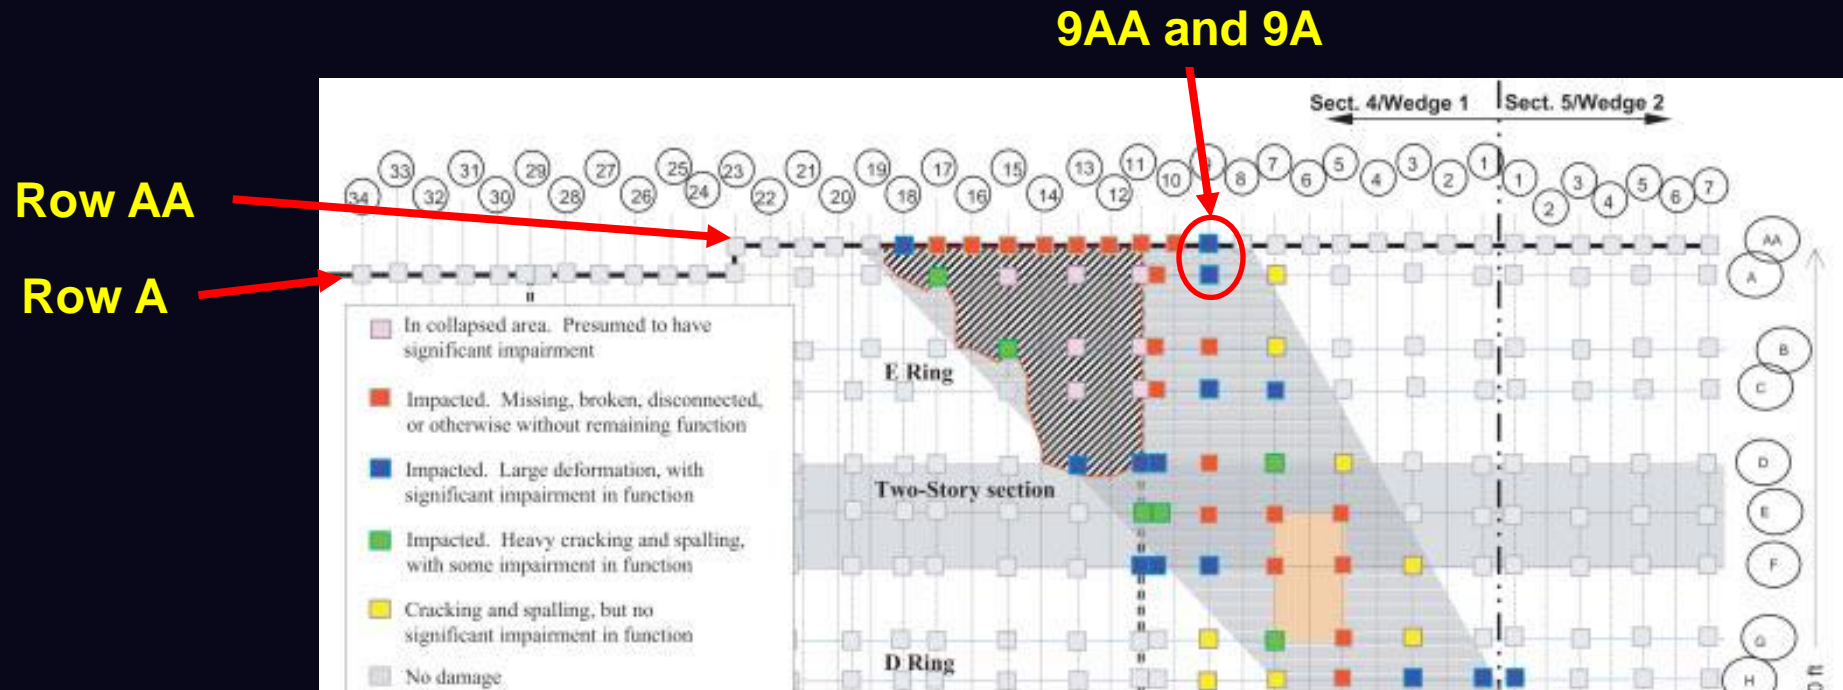 9AA and 9A
Sect. 4/Wedge 1 Sect. 5/Wedge 2
33 31 29 27 25 23 21 19 17 15 13 11 9 7 5 3 1
34 32 30 28 26 24 22 20 18 16 14 12 10 8 6 4 2
1 3 5 7
2 4 6
Row AA
AA
Row A
A
In collapsed area. Presumed to have
significant impairment
B
E Ring
Impacted. Missing, broken, disconnected,
or otherwise without remaining function
C
Impacted. Large deformation, with
significant impairment in function
D
Two-Story section
E
Impacted. Heavy cracking and spalling,
with some impairment in function
F
Cracking and spalling, but no
significant impairment in function
G
D Ring
No damage
H